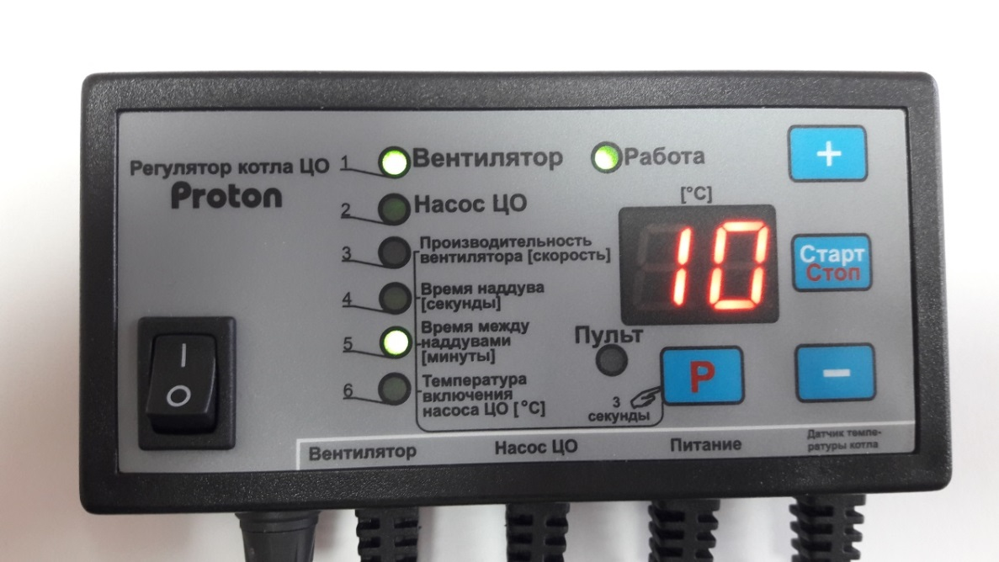 Регулятор котла ЦО
Proton
1 Вентилятор
Работа
2 Насос ЦО
3 Производительность
вентилятора [скорость]
4 Время наддува
[секунды]
5 Время между
наддувами
[минуты]
6 Температура
включения
насоса ЦО [°C]
[°C]
10
+
Старт
Стоп
−
Пульт
P
3
секунды
I
O
Вентилятор
Насос ЦО
Питание
Датчик темпе-
ратуры котла